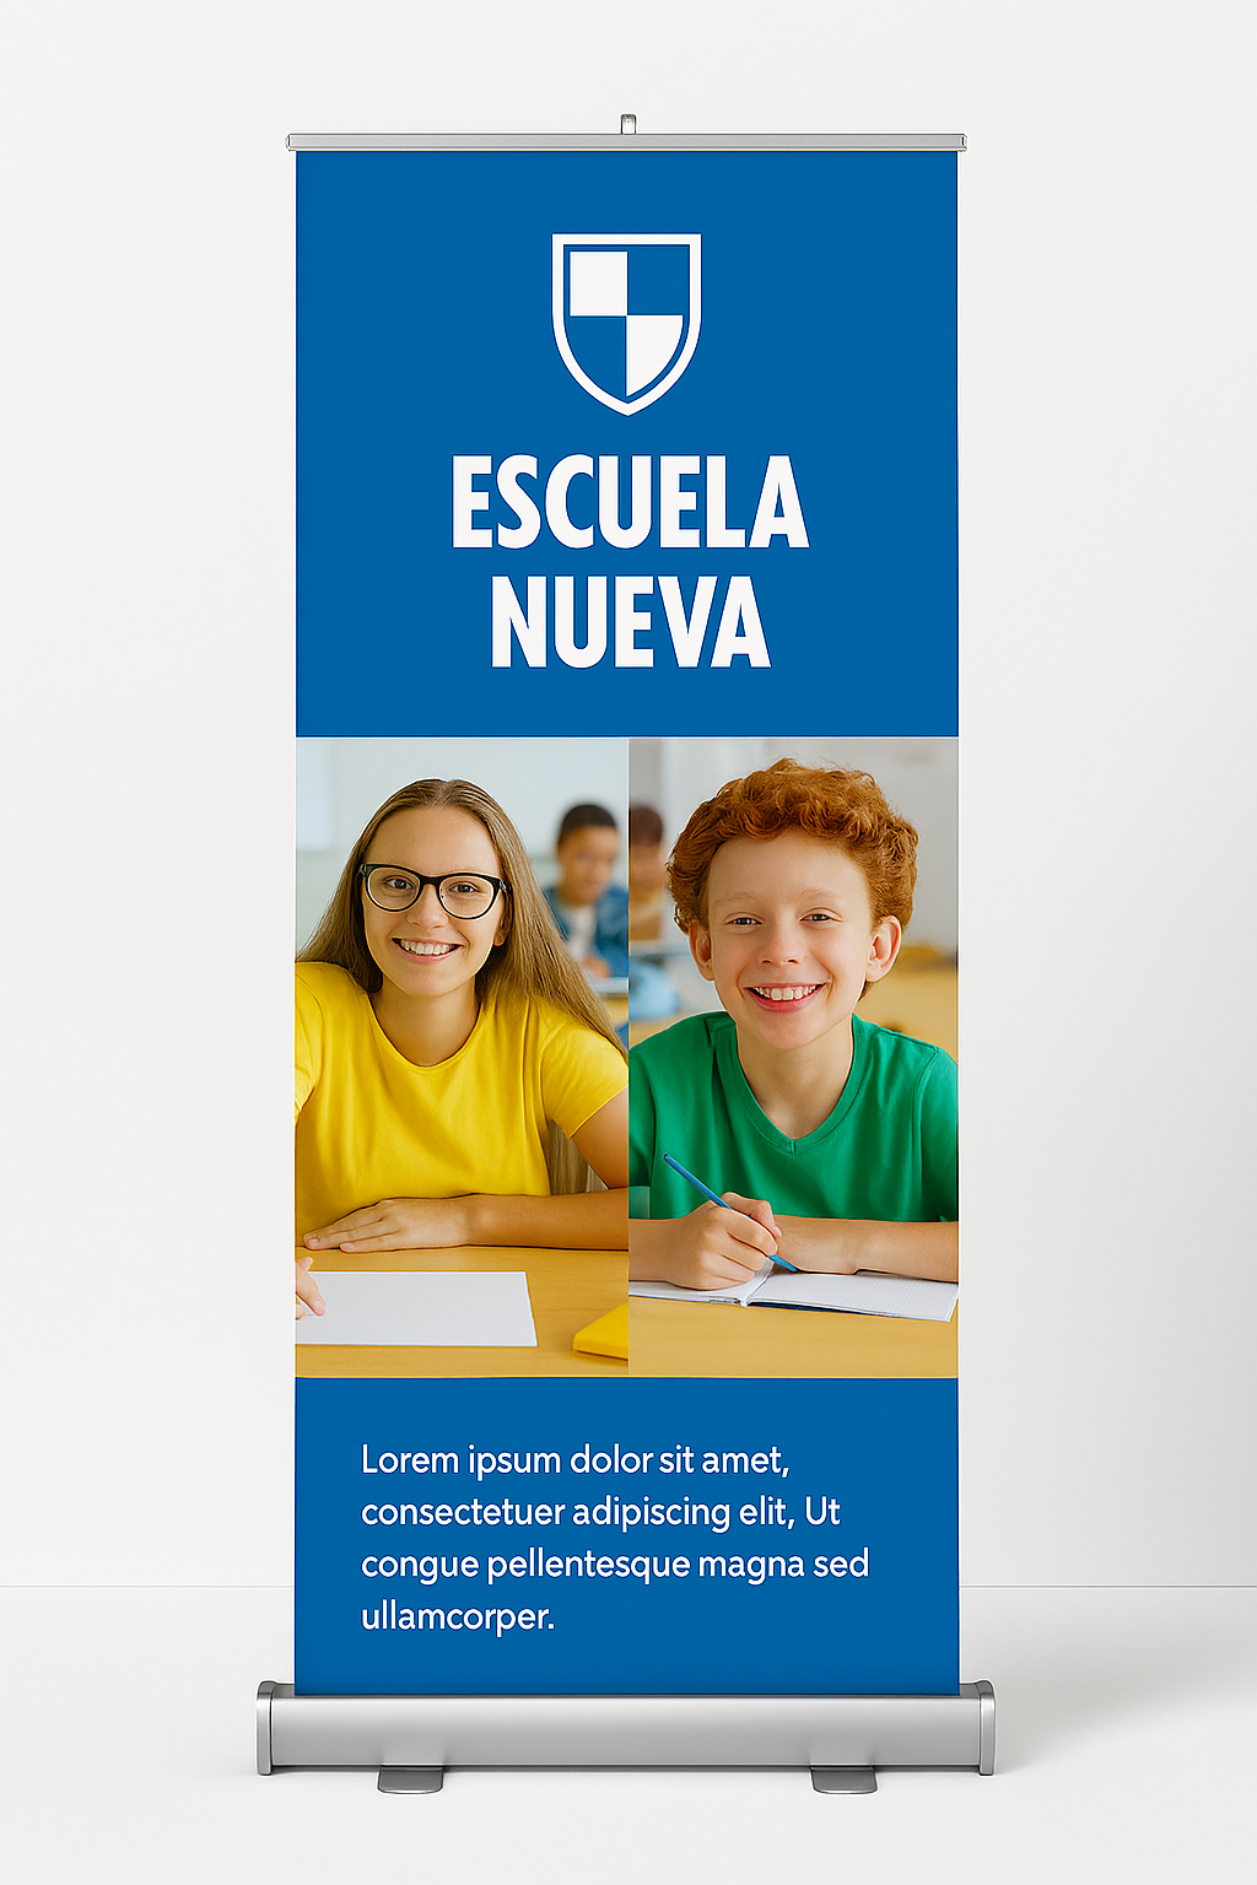 ESCUELA
NUEVA
Lorem ipsum dolor sit amet,
consectetuer adipiscing elit, Ut
congue pellentesque magna sed
ullamcorper.